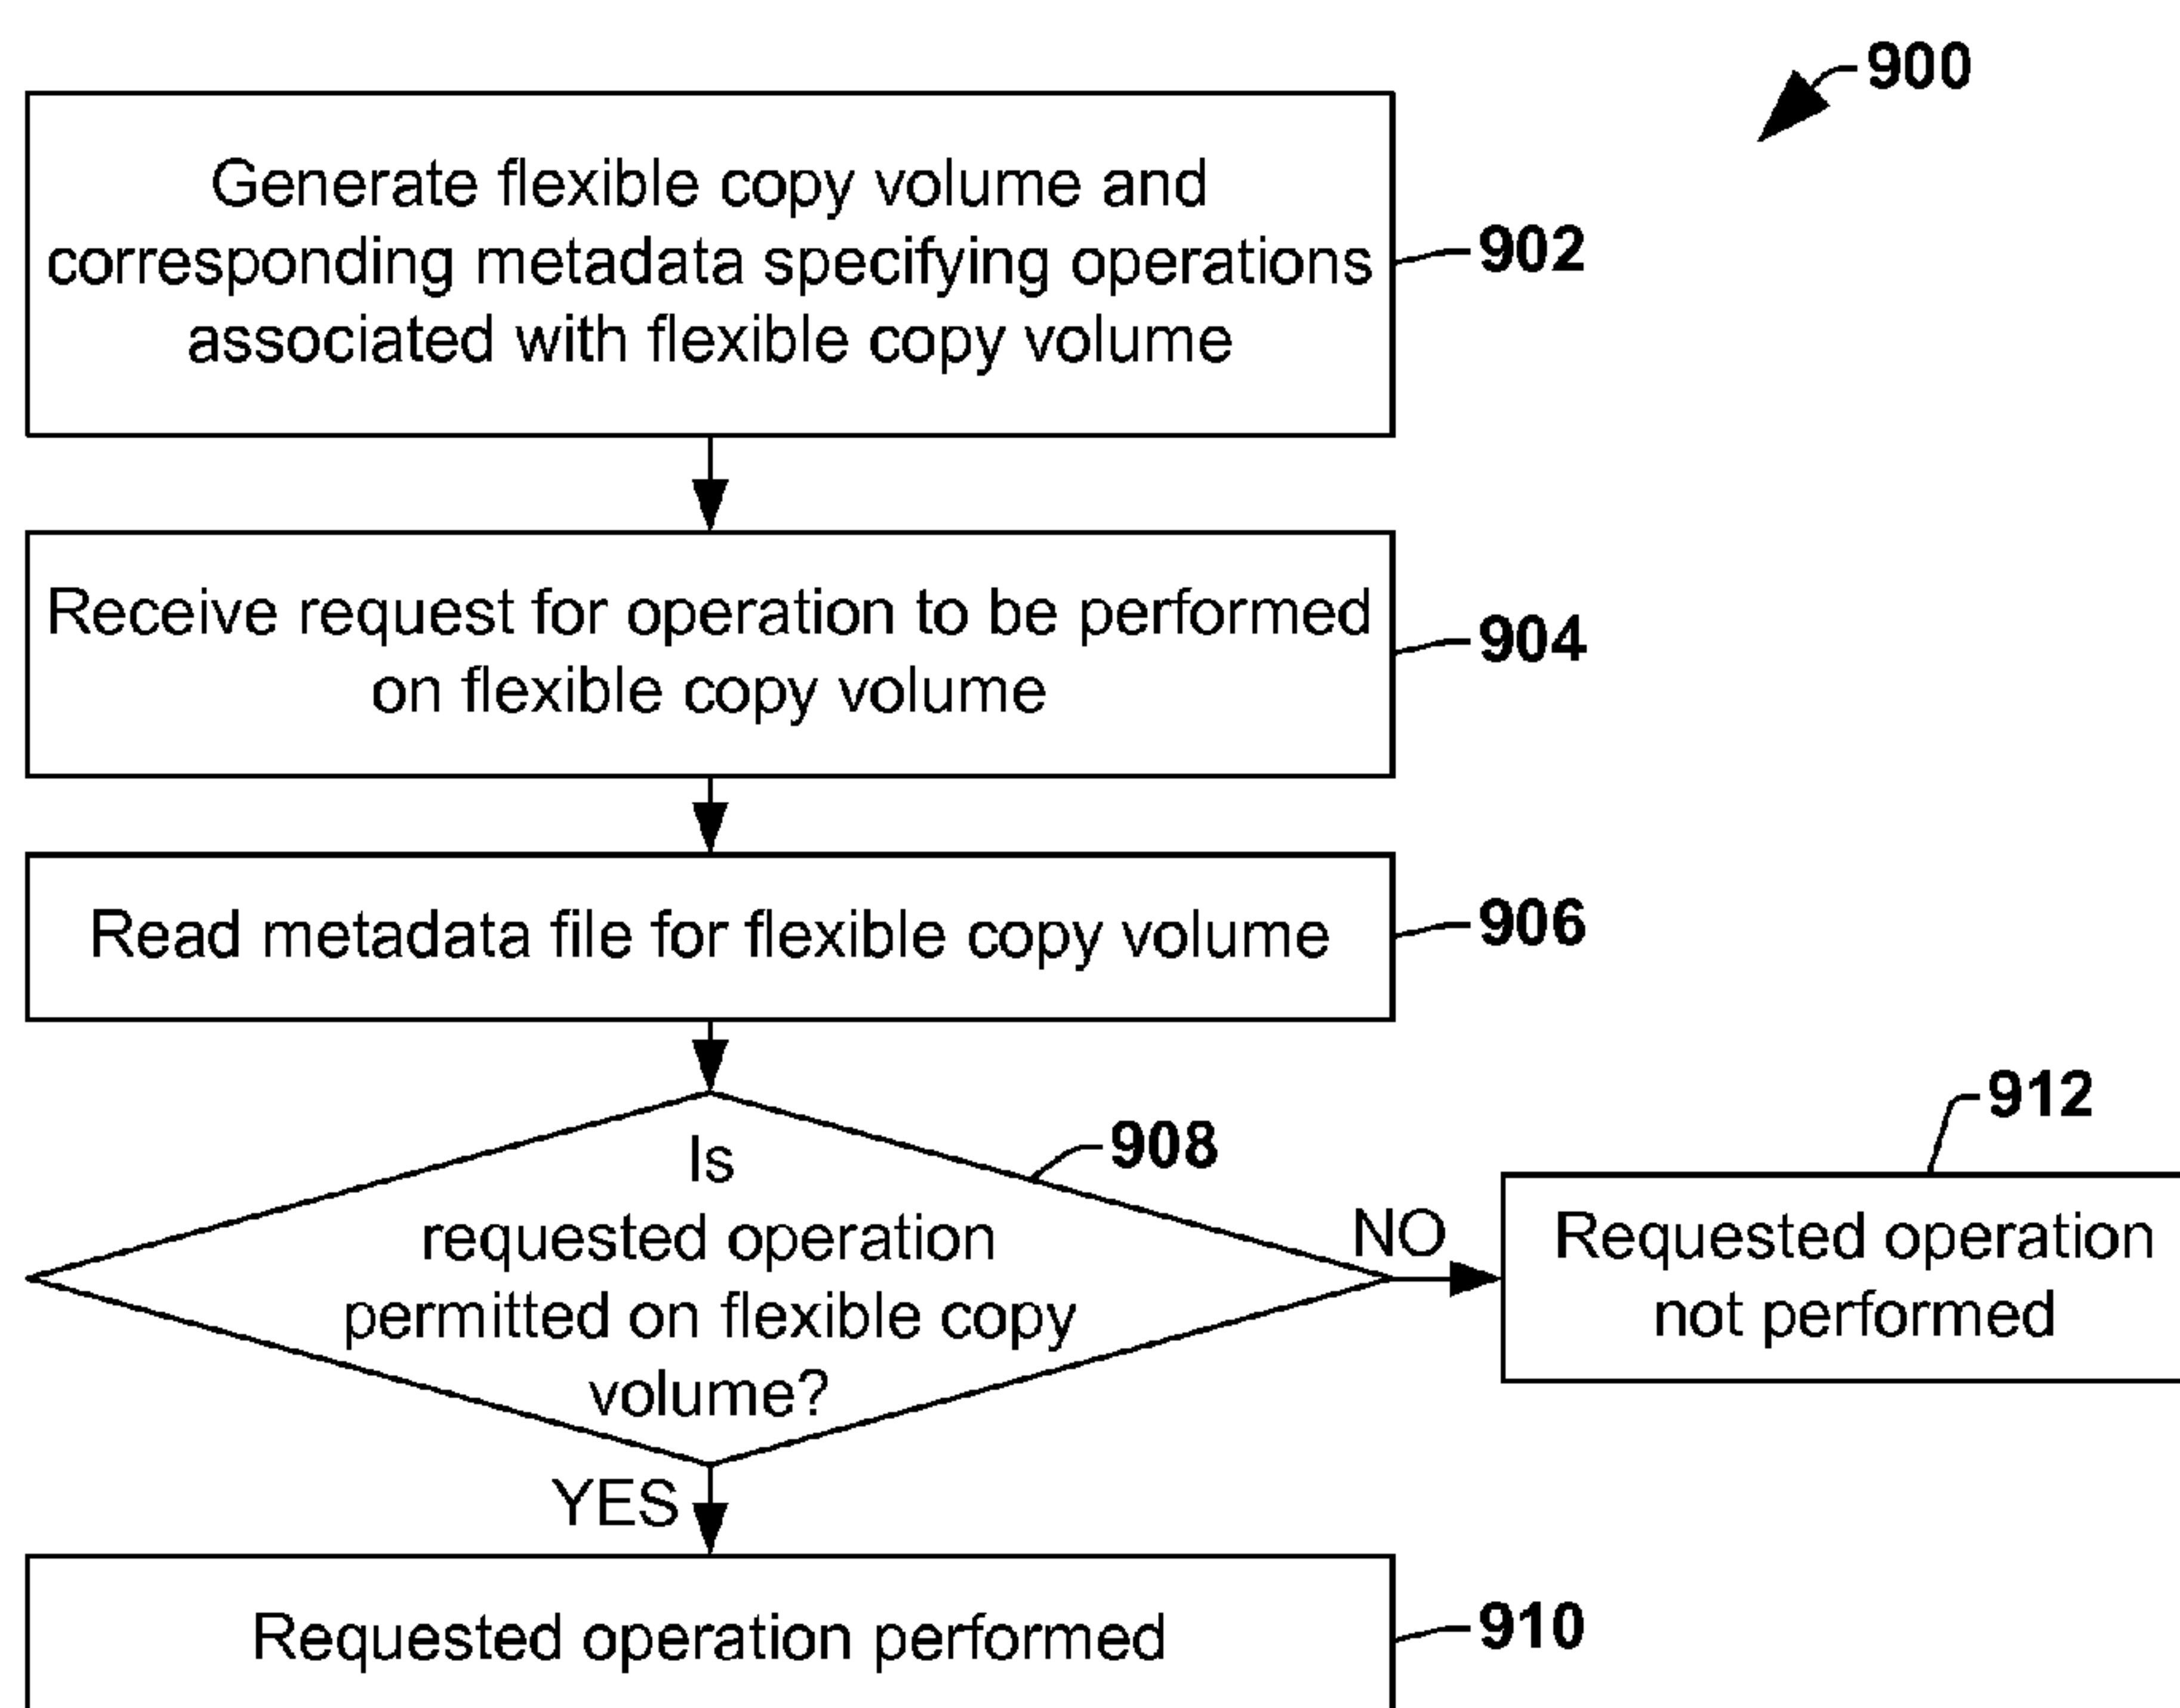 900
Generate flexible copy volume and
corresponding metadata specifying operations
associated with flexible copy volume
902
Receive request for operation to be performed
on flexible copy volume
904
Read metadata file for flexible copy volume
906
Is
requested operation
permitted on flexible copy
volume?
908
NO
912
Requested operation
not performed
YES
Requested operation performed
910